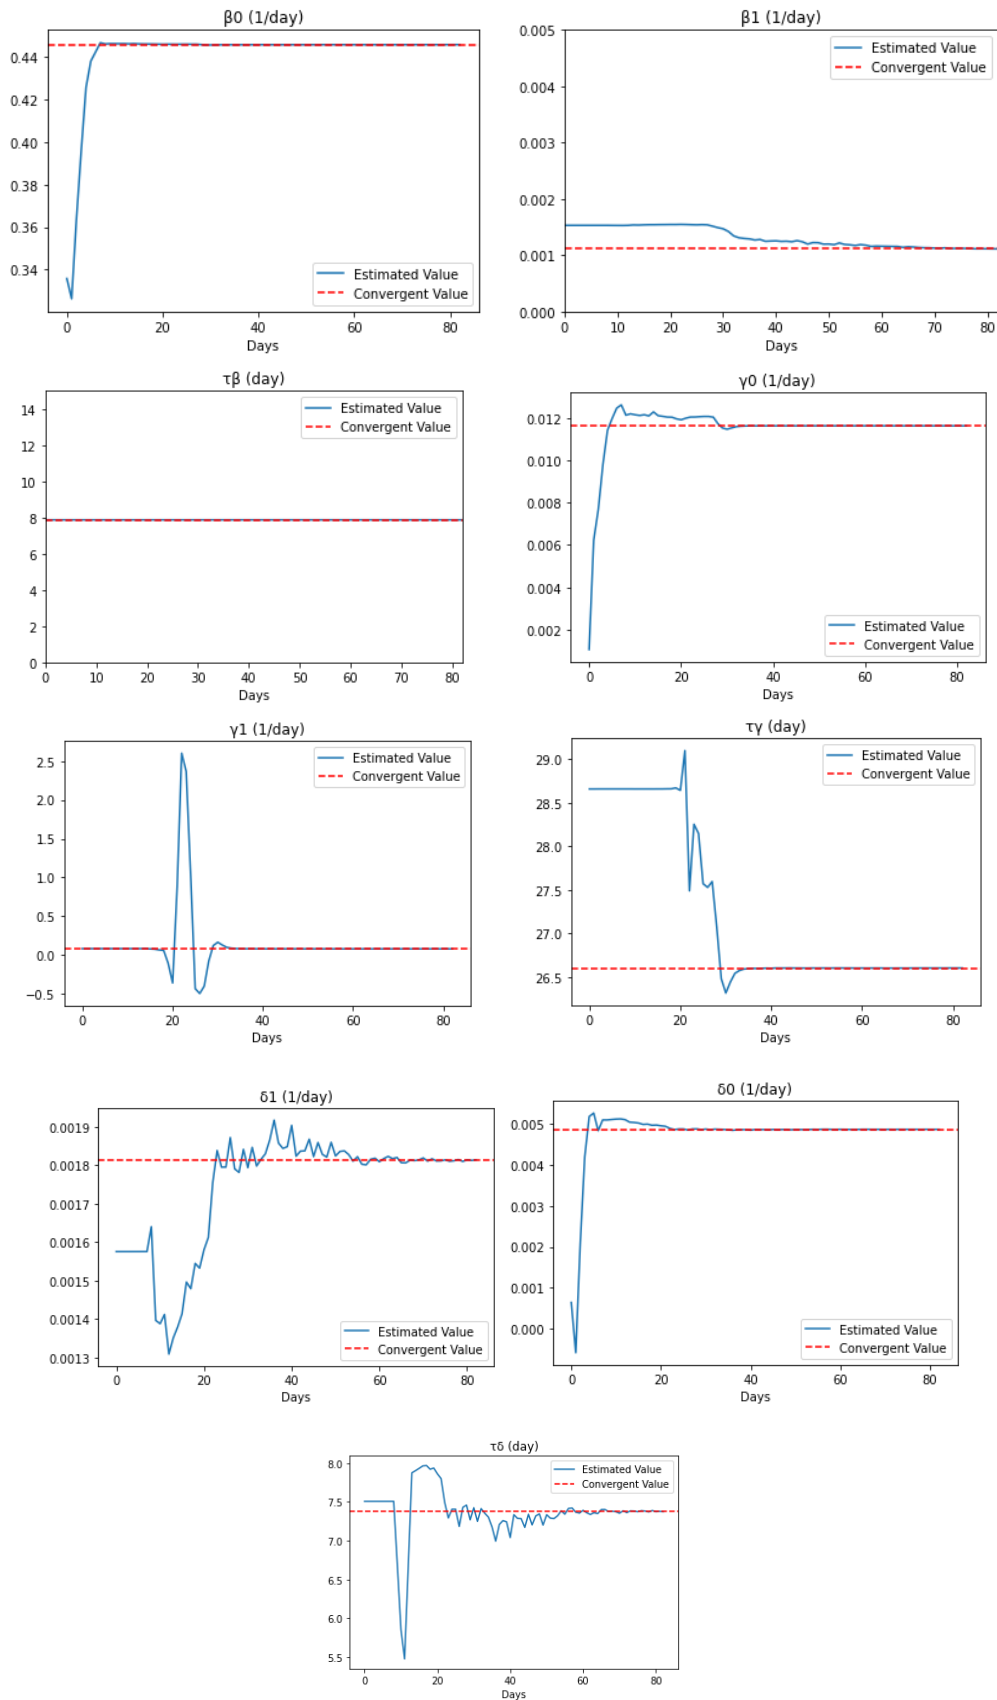 β0 (1/day)
0.44
0.42
0.40
0.38
0.36
0.34
Estimated Value
Convergent Value
0 20 40 60 80
Days
β1 (1/day)
0.005
0.004
0.003
0.002
0.001
0.000
Estimated Value
Convergent Value
0 10 20 30 40 50 60 70 80
Days
τβ (day)
14
12
10
8
6
4
2
0
Estimated Value
Convergent Value
0 10 20 30 40 50 60 70 80
Days
γ0 (1/day)
0.012
0.010
0.008
0.006
0.004
0.002
Estimated Value
Convergent Value
0 20 40 60 80
Days
γ1 (1/day)
2.5
2.0
1.5
1.0
0.5
0.0
−0.5
Estimated Value
Convergent Value
0 20 40 60 80
Days
τγ (day)
29.0
28.5
28.0
27.5
27.0
26.5
Estimated Value
Convergent Value
0 20 40 60 80
Days
δ1 (1/day)
0.0019
0.0018
0.0017
0.0016
0.0015
0.0014
0.0013
Estimated Value
Convergent Value
0 20 40 60 80
Days
δ0 (1/day)
0.005
0.004
0.003
0.002
0.001
0.000
Estimated Value
Convergent Value
0 20 40 60 80
Days
τδ (day)
8.0
7.5
7.0
6.5
6.0
5.5
Estimated Value
Convergent Value
0 20 40 60 80
Days